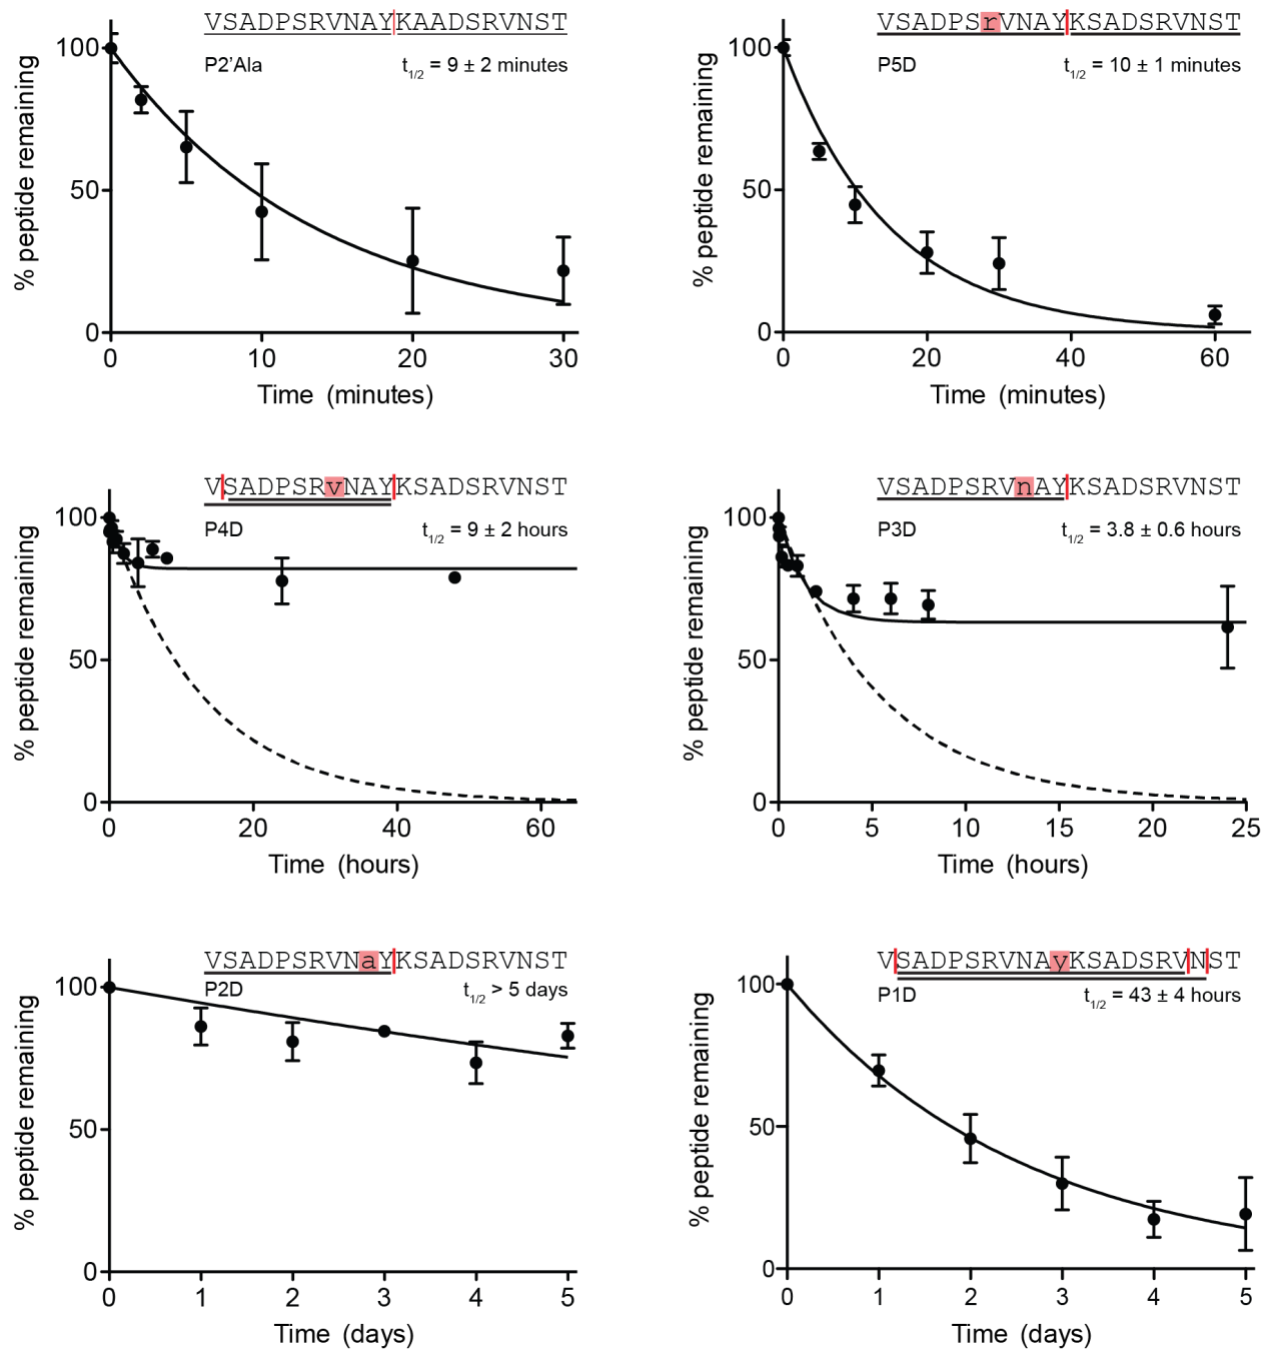 VSADPSRVNAYKAADSRVNST
P2'Ala t1/2 = 9 ± 2 minutes
% peptide remaining
100
50
0
0 10 20 30
Time (minutes)
VSADPSrVNAYKSADSRVNST
P5D t1/2 = 10 ± 1 minutes
% peptide remaining
100
50
0
0 20 40 60
Time (minutes)
VSADPSRvNAYKSADSRVNST
P4D t1/2 = 9 ± 2 hours
% peptide remaining
100
50
0
0 20 40 60
Time (hours)
VSADPSRVnAYKSADSRVNST
P3D t1/2 = 3.8 ± 0.6 hours
% peptide remaining
100
50
0
0 5 10 15 20 25
Time (hours)
VSADPSRVNaYKSADSRVNST
P2D t1/2 > 5 days
% peptide remaining
100
50
0
0 1 2 3 4 5
Time (days)
VSADPSRVNAyKSADSRVNST
P1D t1/2 = 43 ± 4 hours
% peptide remaining
100
50
0
0 1 2 3 4 5
Time (days)